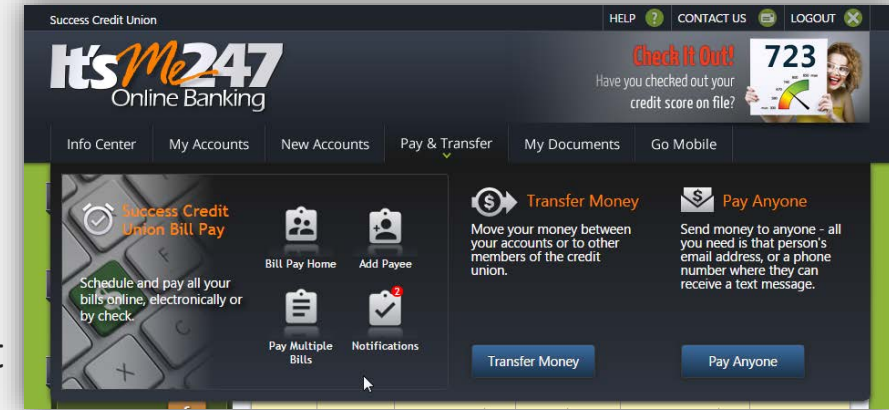 Success Credit Union
HELP ?
CONTACT US
LOGOUT
It's Me 247
Online Banking
Check It Out!
Have you checked out your
credit score on file?
723
Info Center
My Accounts
New Accounts
Pay & Transfer
My Documents
Go Mobile
Success Credit
Union Bill Pay
Schedule and pay all your
bills online, electronically or
by check.
Bill Pay Home
Add Payee
Pay Multiple
Bills
2
Notifications
$ Transfer Money
Move your money between
your accounts or to other
members of the credit
union.
Transfer Money
$ Pay Anyone
Send money to anyone - all
you need is that person's
email address, or a phone
number where they can
receive a text message.
Pay Anyone